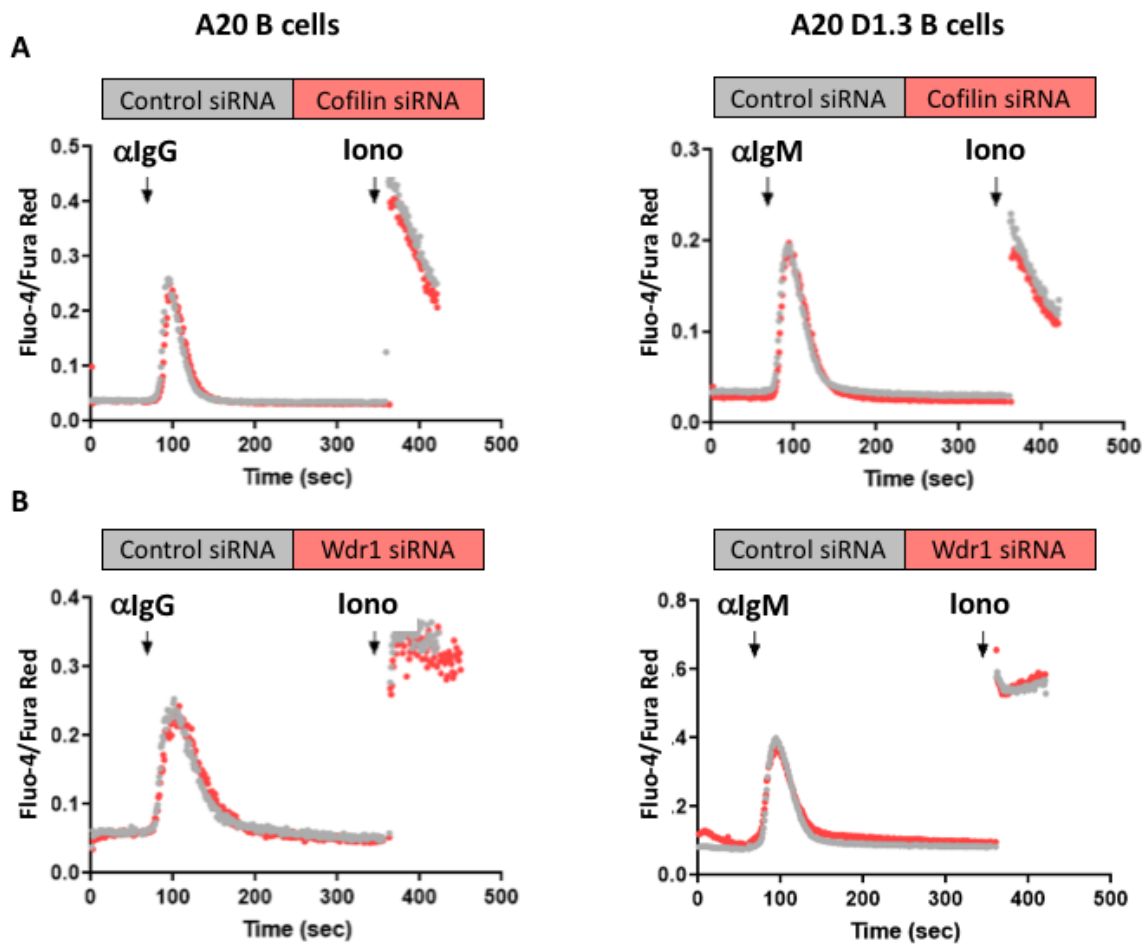 A20 B cells
A20 D1.3 B cells
A
Control siRNA Cofilin siRNA
αIgG
Iono
0.5
0.4
0.3
0.2
0.1
0.0
Fluo-4/Fura Red
0 100 200 300 400 500
Time (sec)
Control siRNA Cofilin siRNA
αIgM
Iono
0.3
0.2
0.1
0.0
Fluo-4/Fura Red
0 100 200 300 400 500
Time (sec)
B
Control siRNA Wdr1 siRNA
αIgG
Iono
0.4
0.3
0.2
0.1
0.0
Fluo-4/Fura Red
0 100 200 300 400 500
Time (sec)
Control siRNA Wdr1 siRNA
αIgM
Iono
0.8
.6
.4
.2
0.0
Fluo-4/Fura Red
0 100 200 300 400 500
Time (sec)